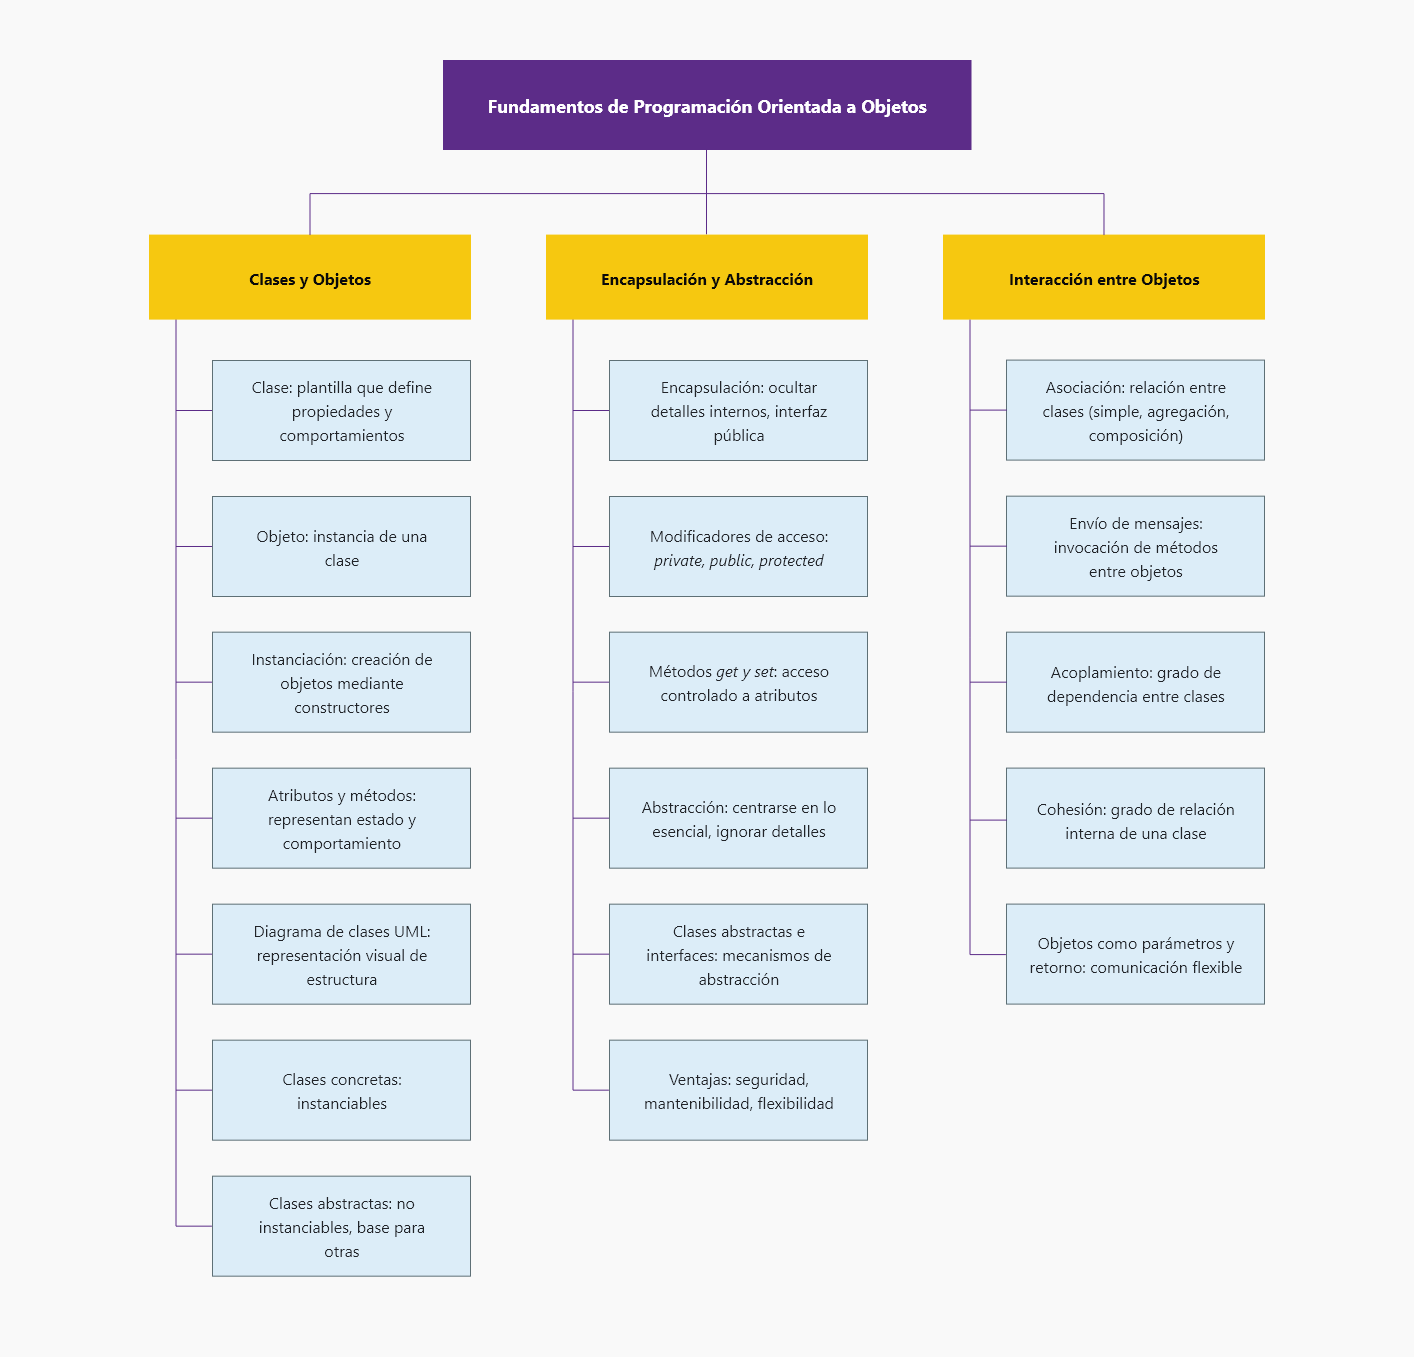 Fundamentos de Programación Orientada a Objetos
Clases y Objetos
Clase: plantilla que define
propiedades y
comportamientos
Objeto: instancia de una
clase
Instanciación: creación de
objetos mediante
constructores
Atributos y métodos:
representan estado y
comportamiento
Diagrama de clases UML:
representación visual de
estructura
Clases concretas:
instanciables
Clases abstractas: no
instanciables, base para
otras
Encapsulación y Abstracción
Encapsulación: ocultar
detalles internos, interfaz
pública
Modificadores de acceso:
private, public, protected
Métodos get y set: acceso
controlado a atributos
Abstracción: centrarse en lo
esencial, ignorar detalles
Clases abstractas e
interfaces: mecanismos de
abstracción
Ventajas: seguridad,
mantenibilidad, flexibilidad
Interacción entre Objetos
Asociación: relación entre
clases (simple, agregación,
composición)
Envío de mensajes:
invocación de métodos
entre objetos
Acoplamiento: grado de
dependencia entre clases
Cohesión: grado de relación
interna de una clase
Objetos como parámetros y
retorno: comunicación flexible